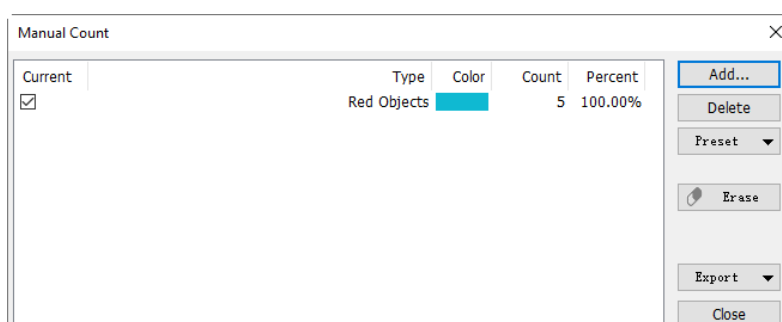 Manual Count
Current Type Color Count Percent
Red Objects 5 100.00%
Add...
Delete
Preset
Erase
Export
Close